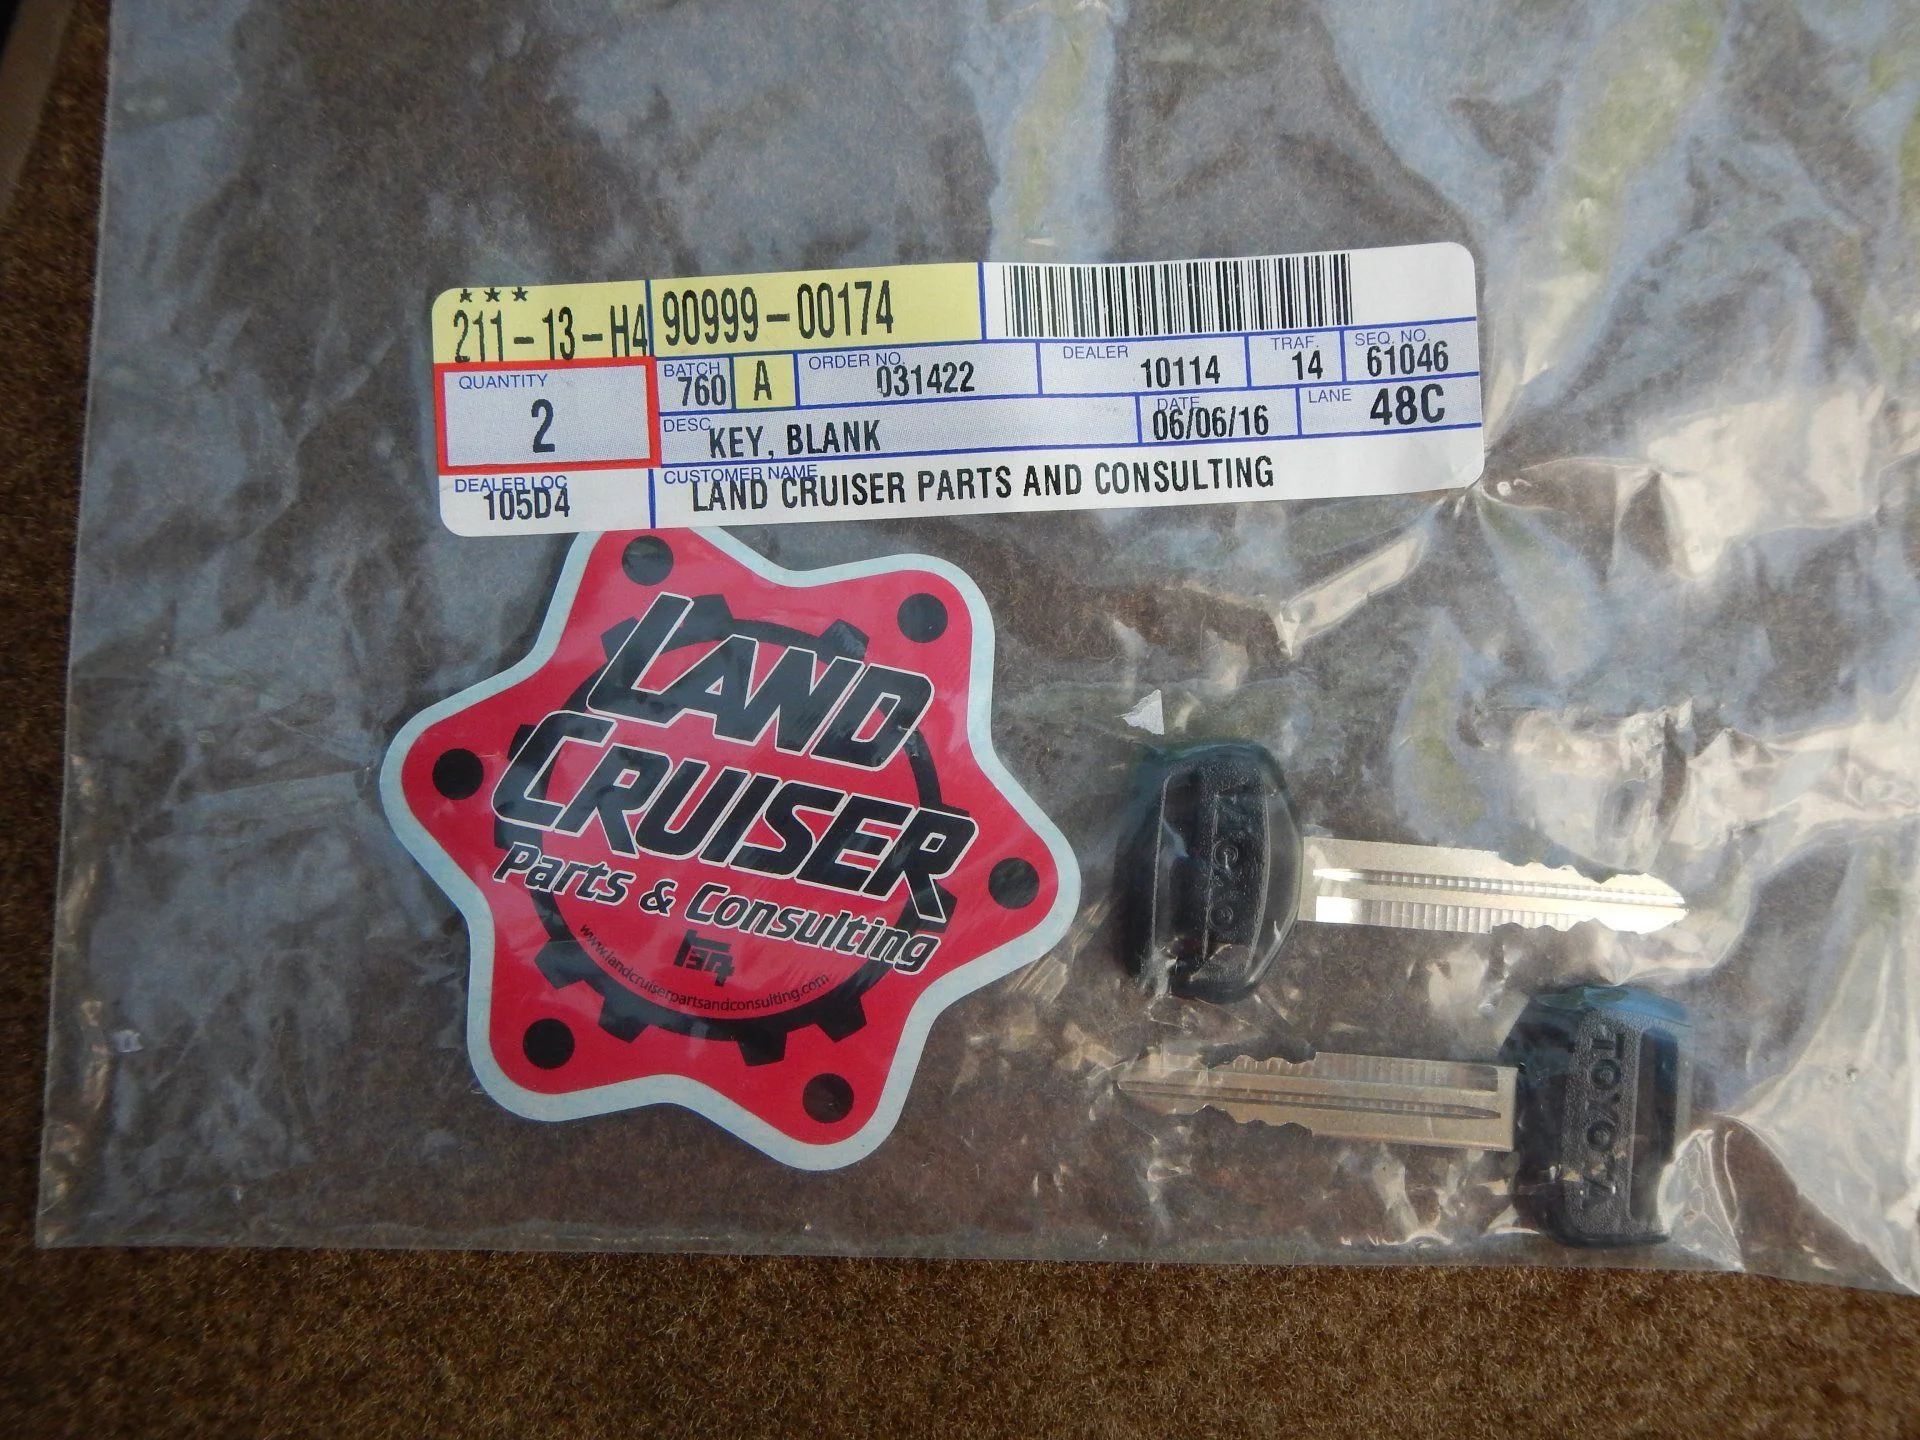 ★★★
211-13-H4 90999-00174
QUANTITY 2
BATCH 760 A
ORDER NO. 031422
DEALER 10114
TRAF. 14
SEQ. NO. 61046
DESC KEY, BLANK
DATE 06/06/16
LANE 48C
DEALER LOC 105D4
CUSTOMER NAME LAND CRUISER PARTS AND CONSULTING
LAND
CRUISER
Parts & Consulting
www.landcruiserpartsandconsulting.com
TOYOTA
TOYOTA